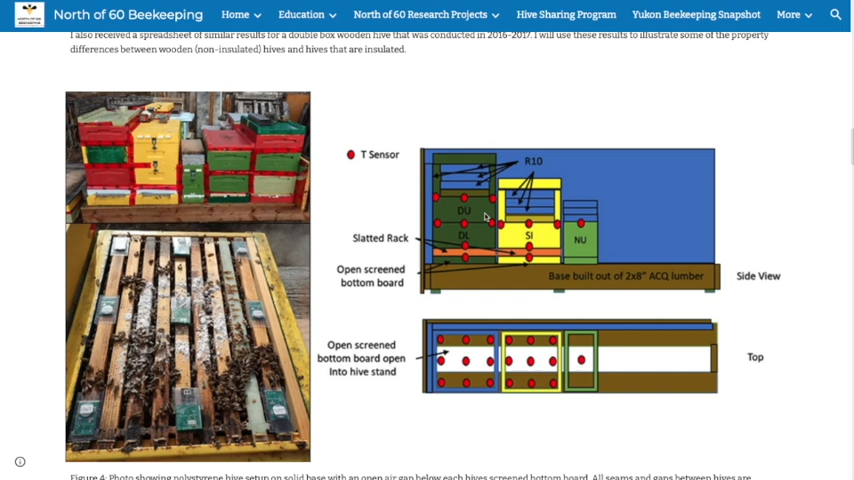 North of 60 Beekeeping
Home
Education
North of 60 Research Projects
Hive Sharing Program
Yukon Beekeeping Snapshot
More
I also received a spreadsheet of similar results for a double box wooden hive that was conducted in 2016-2017. I will use these results to illustrate some of the property
differences between wooden (non-insulated) hives and hives that are insulated.
T Sensor
R10
DU
DL
SI
NU
Slatted Rack
Open screened
bottom board
Base built out of 2x8" ACQ lumber
Side View
Open screened
bottom board open
Into hive stand
Top
Figure 4: Photo showing polystyrene hive setup on solid base with an open air gap below each hives screened bottom board. All seams and gaps between hives are